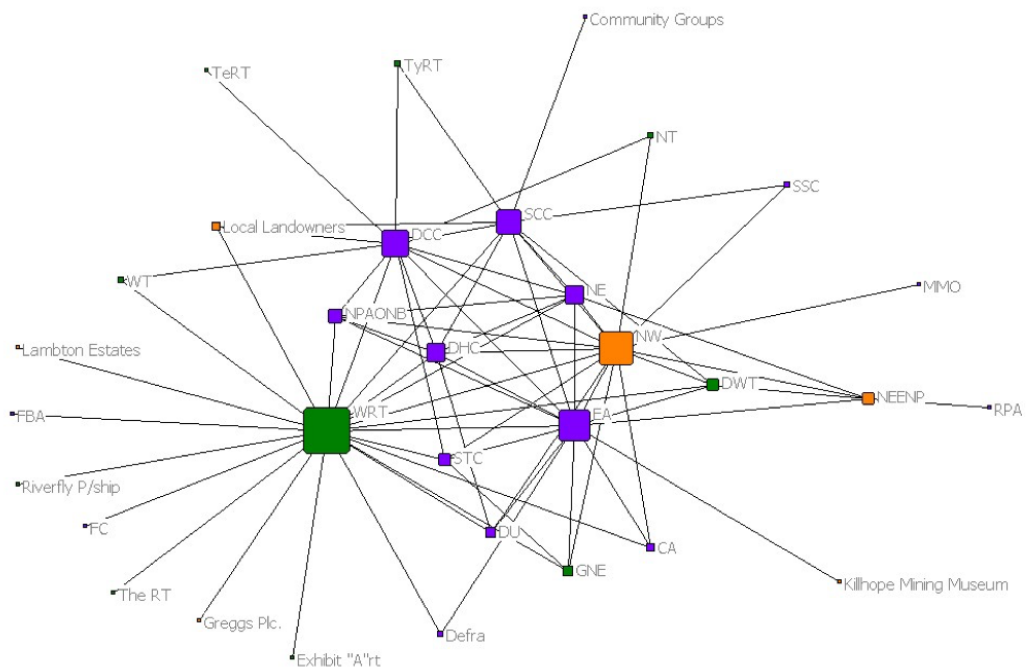 Community Groups
TyRT
TeRT
NT
SSC
SCC
Local Landowners
DCC
WT
NE
MMO
NPAONB
NW
Lambton Estates
DHC
DWT
NEENP
RPA
FBA
WRT
EA
STC
Riverfly P/ship
FC
DU
CA
GNE
Killhope Mining Museum
The RT
Greggs Plc.
Defra
Exhibit "A"rt